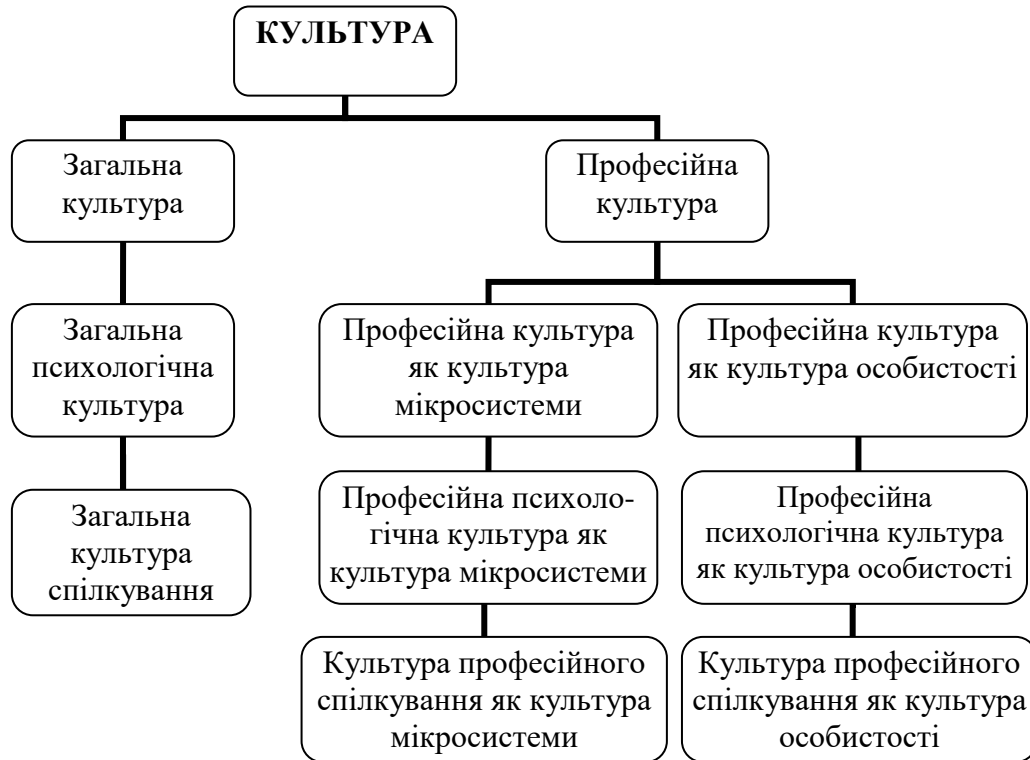 КУЛЬТУРА
Загальна
культура
Професійна
культура
Загальна
психологічна
культура
Професійна культура
як культура
мікросистеми
Професійна культура
як культура особистості
Загальна
культура
спілкування
Професійна психоло-
гічна культура як
культура мікросистеми
Професійна
психологічна культура
як культура особистості
Культура професійного
спілкування як культура
мікросистеми
Культура професійного
спілкування як культура
особистості